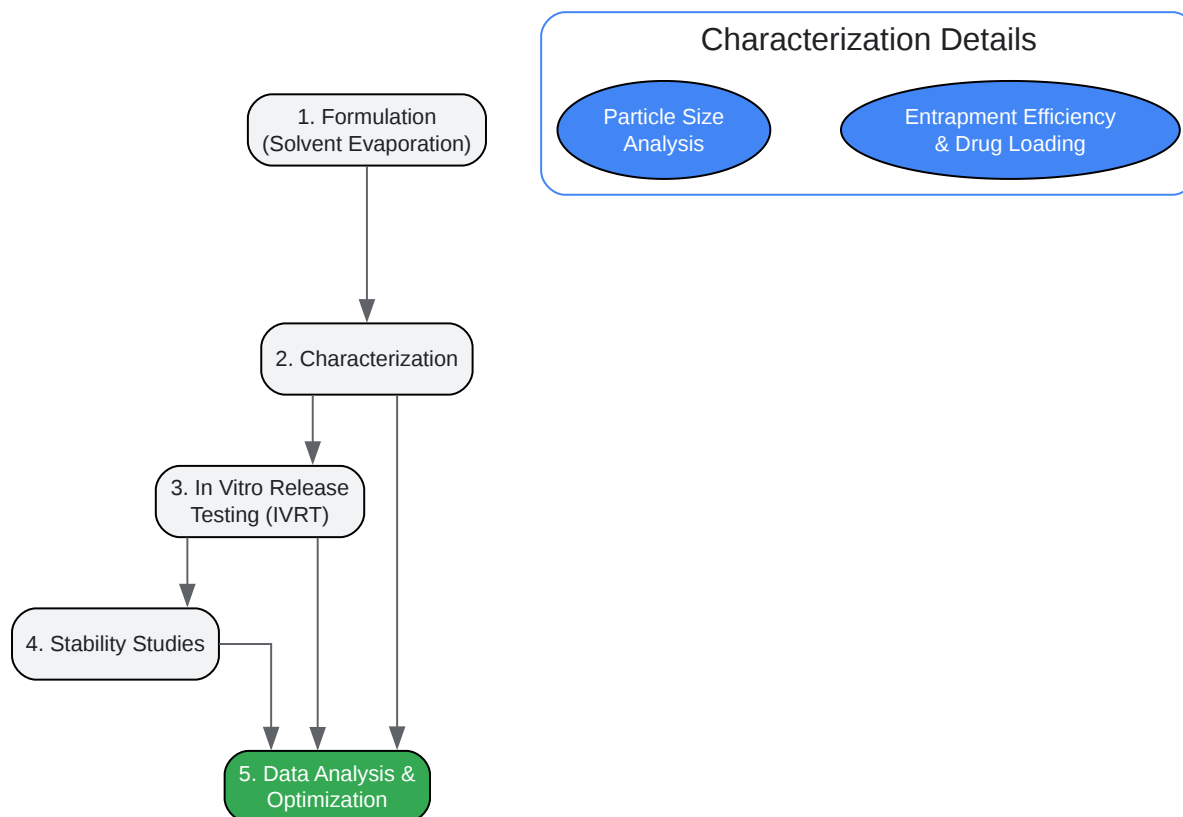 Characterization Details
1. Formulation
(Solvent Evaporation)
Particle Size
Analysis
Entrapment Efficiency
& Drug Loading
2. Characterization
3. In Vitro Release
Testing (IVRT)
4. Stability Studies
5. Data Analysis &
Optimization